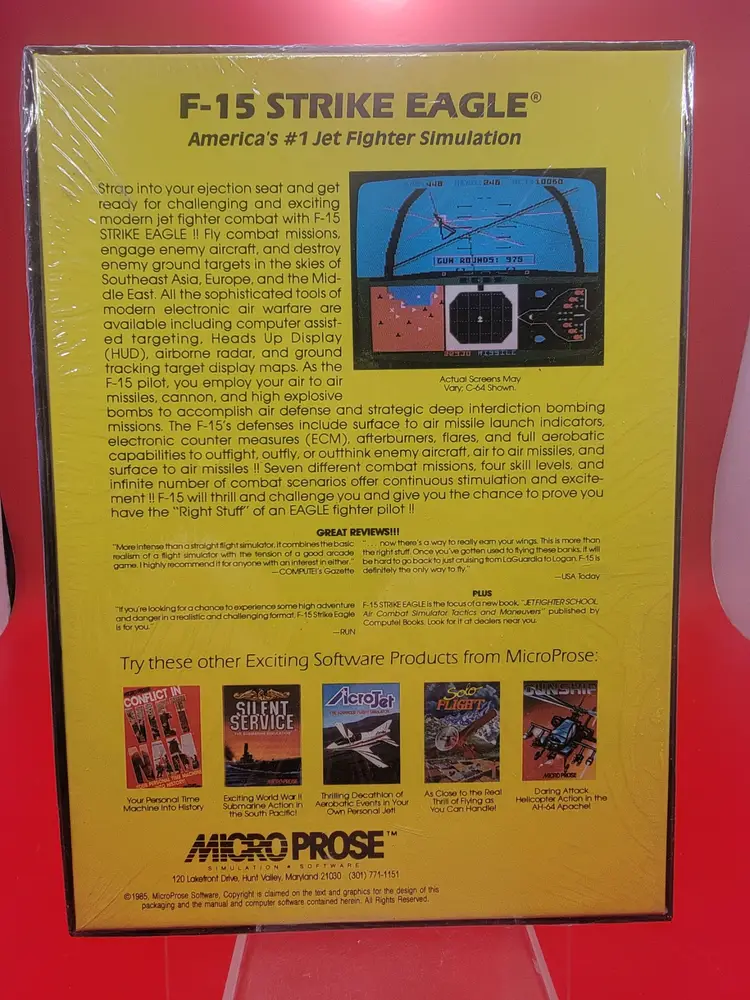 F-15 STRIKE EAGLE®
America's #1 Jet Fighter Simulation
Strap into your ejection seat and get
ready for challenging and exciting
modern jet fighter combat with F-15
STRIKE EAGLE !! Fly combat missions,
engage enemy aircraft, and destroy
enemy ground targets in the skies of
Southeast Asia, Europe, and the Mid-
dle East. All the sophisticated tools of
modern electronic air warfare are
available including computer assist-
ed targeting, Heads Up Display
(HUD), airborne radar, and ground
tracking target display maps. As the
F-15 pilot, you employ your air to air
missiles, cannon, and high explosive
bombs to accomplish air defense and strategic deep interdiction bombing
missions. The F-15's defenses include surface to air missile launch indicators,
electronic counter measures (ECM), afterburners, flares, and full aerobatic
capabilities to outfight, outfly, or outthink enemy aircraft, air to air missiles, and
surface to air missiles !! Seven different combat missions, four skill levels, and
infinite number of combat scenarios offer continuous stimulation and excite-
ment !! F-15 will thrill and challenge you and give you the chance to prove you
have the "Right Stuff" of an EAGLE fighter pilot !!
GUN ROUNDS: 975
MISSILE
Actual Screens May
Vary; C-64 Shown.
GREAT REVIEWS!!!
"More intense than a straight flight simulator, it combines the basic
realism of a flight simulator with the tension of a good arcade
game. I highly recommend it for anyone with an interest in either."
—COMPUTE!'s Gazette
". . . now there's a way to really earn your wings. This is more than
the right stuff. Once you've gotten used to flying these banks, it will
be hard to go back to just cruising from LaGuardia to Logan. F-15 is
definitely the only way to fly."
—USA Today
"If you're looking for a chance to experience some high adventure
and danger in a realistic and challenging format, F-15 Strike Eagle
is for you."
—RUN
PLUS
F-15 STRIKE EAGLE is the focus of a new book, "JET FIGHTER SCHOOL
Air Combat Simulator Tactics and Maneuvers" published by
Compute! Books. Look for it at dealers near you.
Try these other Exciting Software Products from MicroProse:
CONFLICT IN
VIET
NAM
SILENT
SERVICE
MICROPROSE
AcroJet
Solo
FLIGHT
GUNSHIP
MICROPROSE
Your Personal Time
Machine Into History
Exciting World War II
Submarine Action in
the South Pacific!
Thrilling Decathlon of
Aerobatic Events in Your
Own Personal Jet!
As Close to the Real
Thrill of Flying as
You Can Handle!
Daring Attack
Helicopter Action in the
AH-64 Apache!
MICROPROSE™
SIMULATION • SOFTWARE
120 Lakefront Drive, Hunt Valley, Maryland 21030 (301) 771-1151
©1985, MicroProse Software, Copyright is claimed on the text and graphics for the design of this
packaging and the manual and computer software contained herein. All Rights Reserved.